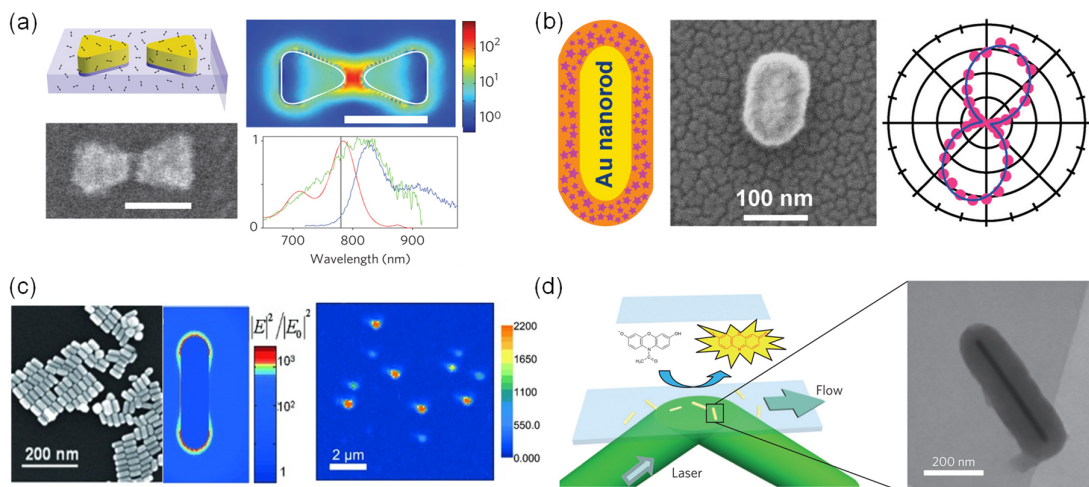 (a)
10²
10¹
10⁰
1
0
700
800
900
Wavelength (nm)
(b)
Au nanorod
100 nm
(c)
200 nm
|E|²/|E₀|²
10³
10²
1
2 µm
2200
1650
1100
550
0.000
(d)
OH
N
O
Flow
Laser
200 nm